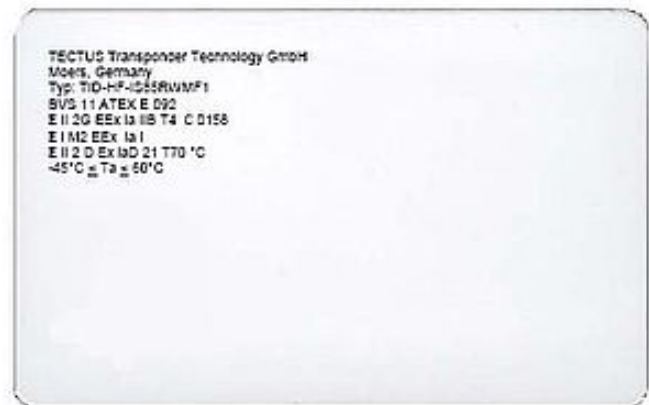 TECTUS Transponder Technology GmbH
Moers, Germany
Typ: TID-HF-IS55RWMF1
BVS 11 ATEX E 092
E II 2G EEx ia IIB T4 C 0158
E I M2 EEx ia I
E II 2 D Ex iaD 21 T70 °C
-45°C ≤ Ta ≤ 60°C